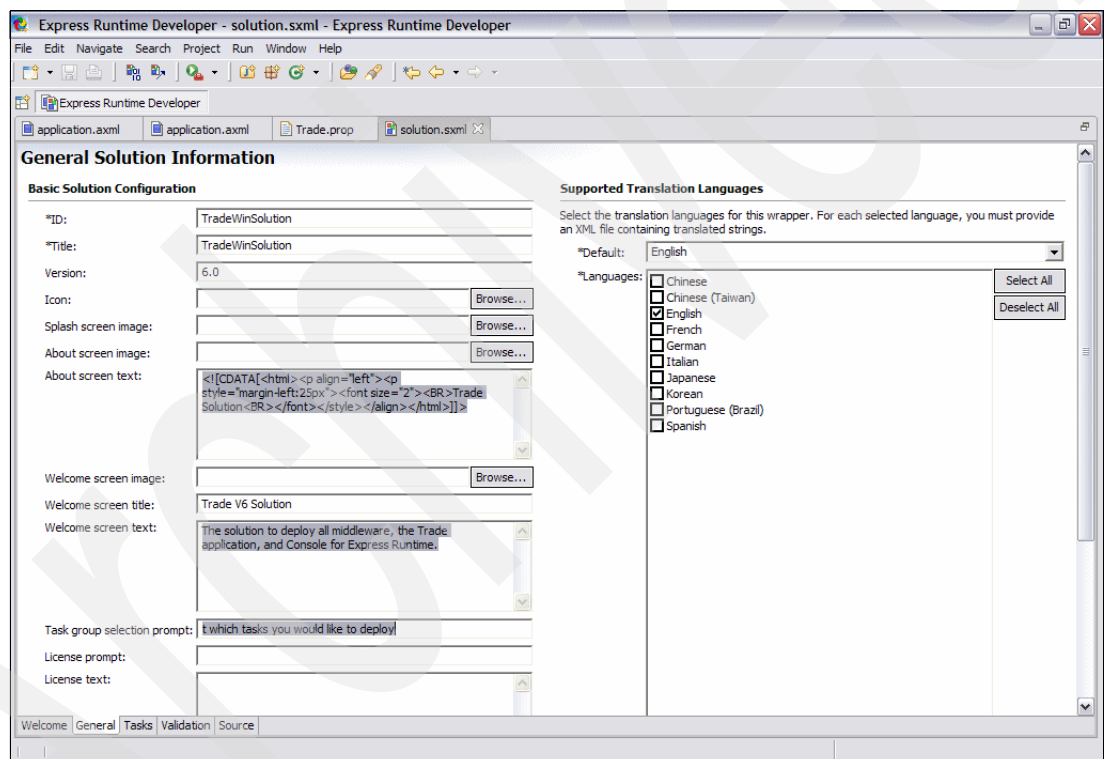 Express Runtime Developer - solution.sxml - Express Runtime Developer
File Edit Navigate Search Project Run Window Help
Express Runtime Developer
application.axml application.axml Trade.prop solution.sxml
General Solution Information
Basic Solution Configuration
*ID: TradeWinSolution
*Title: TradeWinSolution
Version: 6.0
Icon: Browse...
Splash screen image: Browse...
About screen image: Browse...
About screen text: <![CDATA[<html><p align="left"><p
style="margin-left:25px"><font size="2"><BR>Trade
Solution<BR></font></style></align></html>]]>
Welcome screen image: Browse...
Welcome screen title: Trade V6 Solution
Welcome screen text: The solution to deploy all middleware, the Trade
application, and Console for Express Runtime.
Task group selection prompt: t which tasks you would like to deploy
License prompt:
License text:
Supported Translation Languages
Select the translation languages for this wrapper. For each selected language, you must provide
an XML file containing translated strings.
*Default: English
*Languages: Chinese
Chinese (Taiwan)
English
French
German
Italian
Japanese
Korean
Portuguese (Brazil)
Spanish
Select All
Deselect All
Welcome General Tasks Validation Source